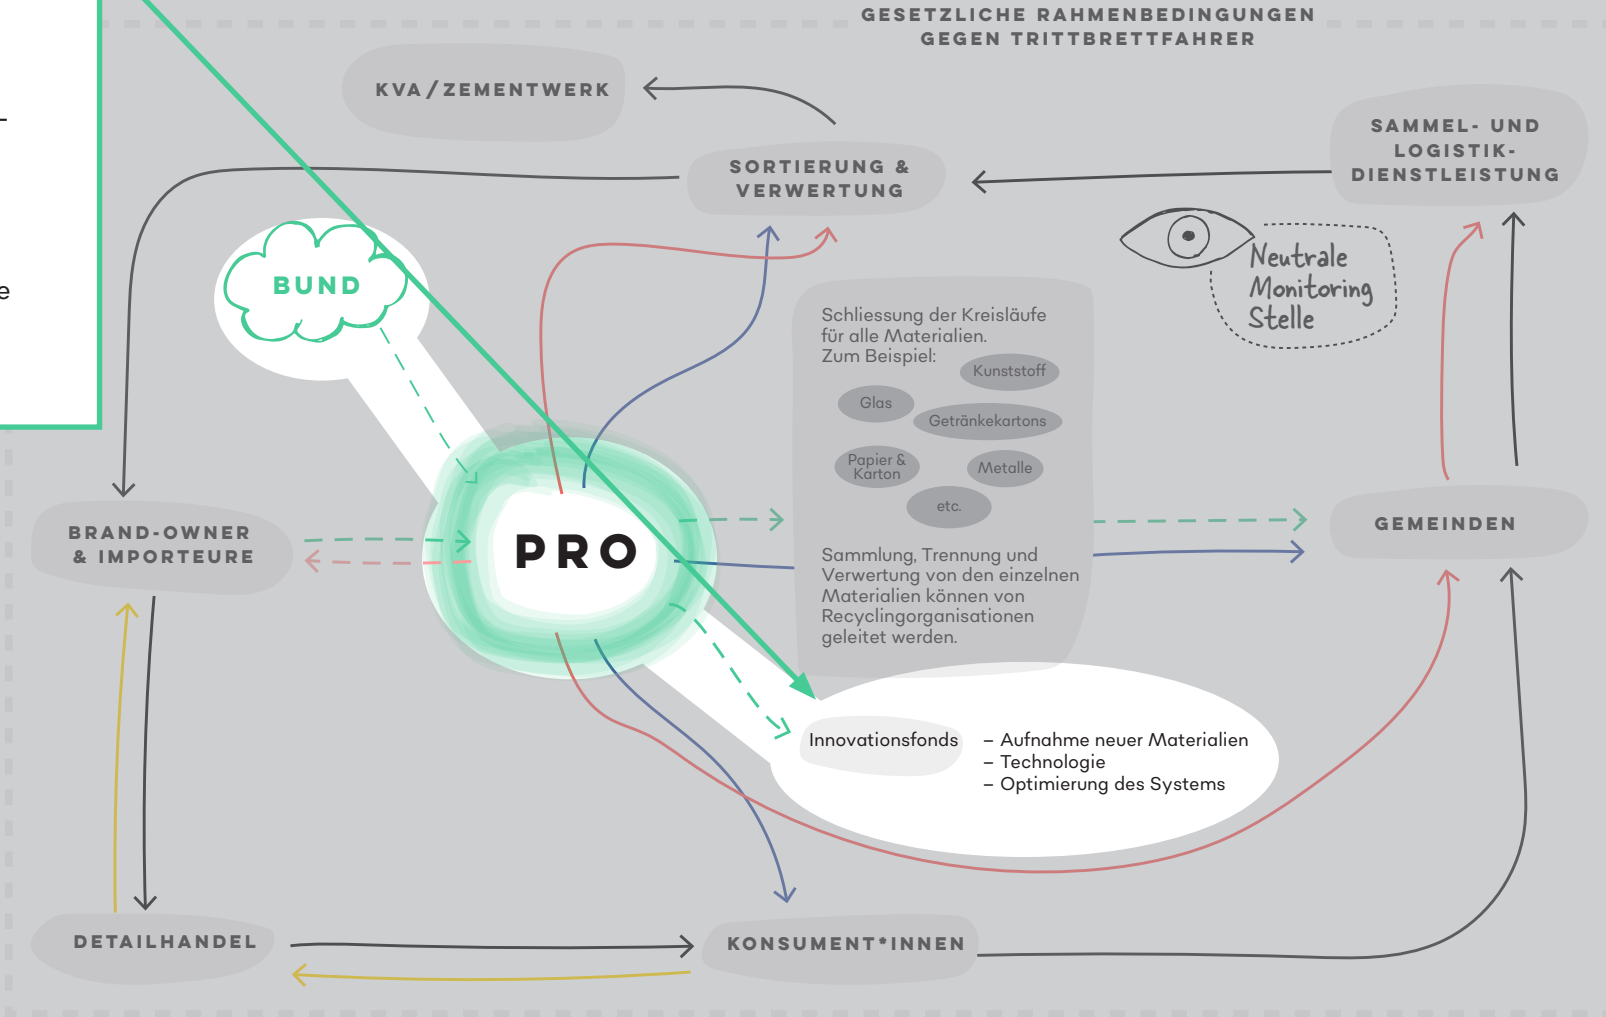 GESETZLICHE RAHMENBEDINGUNGEN
GEGEN TRITTBRETTFAHRER
KVA/ZEMENTWERK
SORTIERUNG &
VERWERTUNG
SAMMEL- UND
LOGISTIK-
DIENSTLEISTUNG
Neutrale
Monitoring
Stelle
BUND
e
Schliessung der Kreisläufe
für alle Materialien.
Zum Beispiel:
Kunststoff
Glas
Getränkekartons
Papier &
Karton
Metalle
etc.
Sammlung, Trennung und
Verwertung von den einzelnen
Materialien können von
Recyclingorganisationen
geleitet werden.
BRAND-OWNER
& IMPORTEURE
PRO
GEMEINDEN
Innovationsfonds
– Aufnahme neuer Materialien
– Technologie
– Optimierung des Systems
DETAILHANDEL
KONSUMENT*INNEN